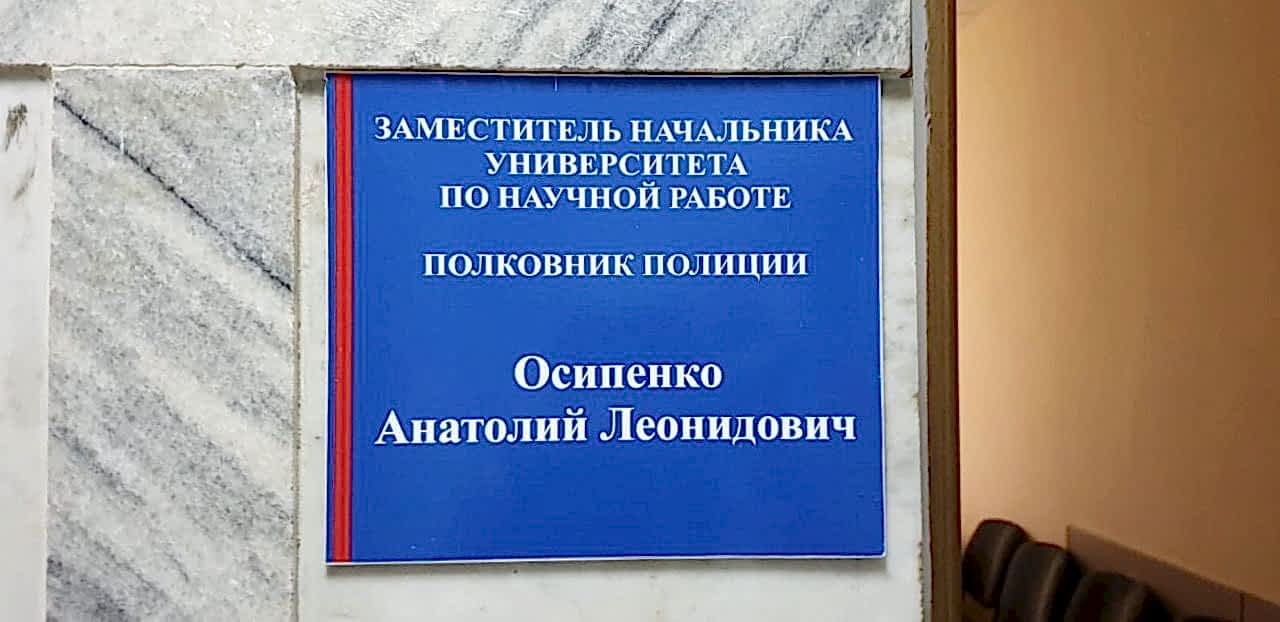 ЗАМЕСТИТЕЛЬ НАЧАЛЬНИКА
УНИВЕРСИТЕТА
ПО НАУЧНОЙ РАБОТЕ
ПОЛКОВНИК ПОЛИЦИИ
Осипенко
Анатолий Леонидович